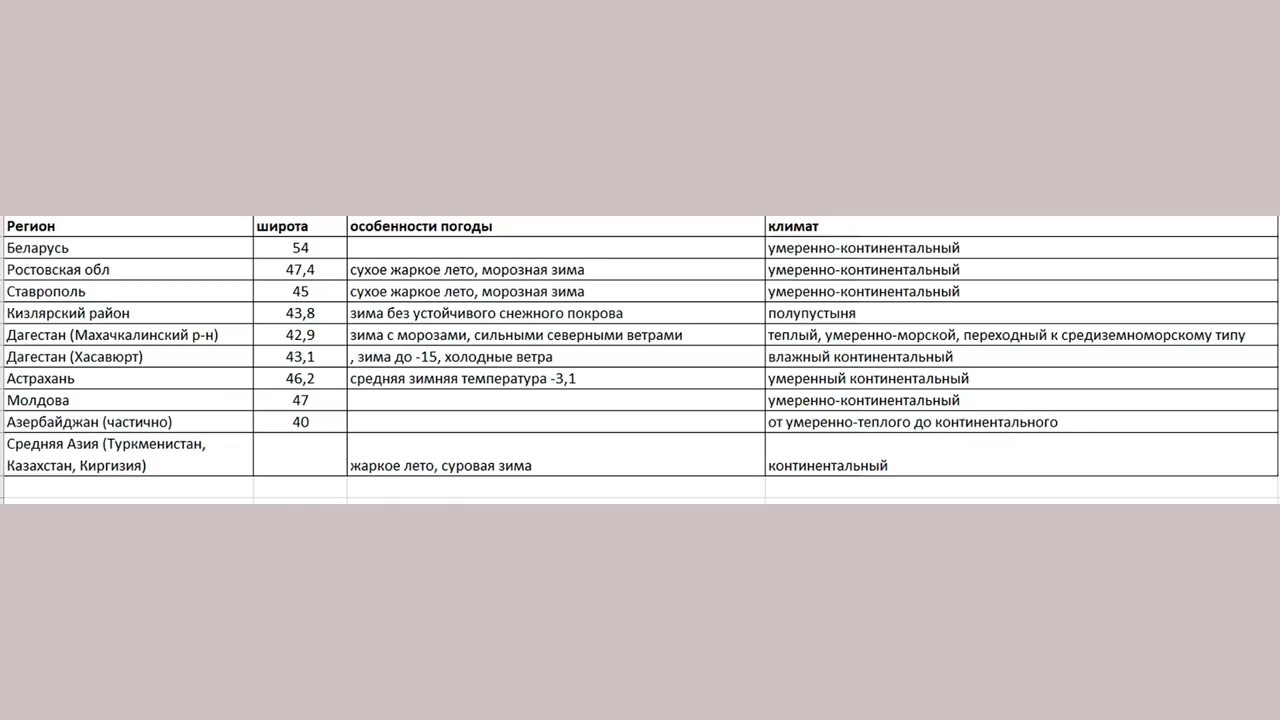 Регион широта особенности погоды климат
Беларусь 54 умеренно-континентальный
Ростовская обл 47,4 сухое жаркое лето, морозная зима умеренно-континентальный
Ставрополь 45 сухое жаркое лето, морозная зима умеренно-континентальный
Кизлярский район 43,8 зима без устойчивого снежного покрова полупустыня
Дагестан (Махачкалинский р-н) 42,9 зима с морозами, сильными северными ветрами теплый, умеренно-морской, переходный к средиземноморскому типу
Дагестан (Хасавюрт) 43,1 , зима до -15, холодные ветра влажный континентальный
Астрахань 46,2 средняя зимняя температура -3,1 умеренный континентальный
Молдова 47 умеренно-континентальный
Азербайджан (частично) 40 от умеренно-теплого до континентального
Средняя Азия (Туркменистан,
Казахстан, Киргизия) жаркое лето, суровая зима континентальный